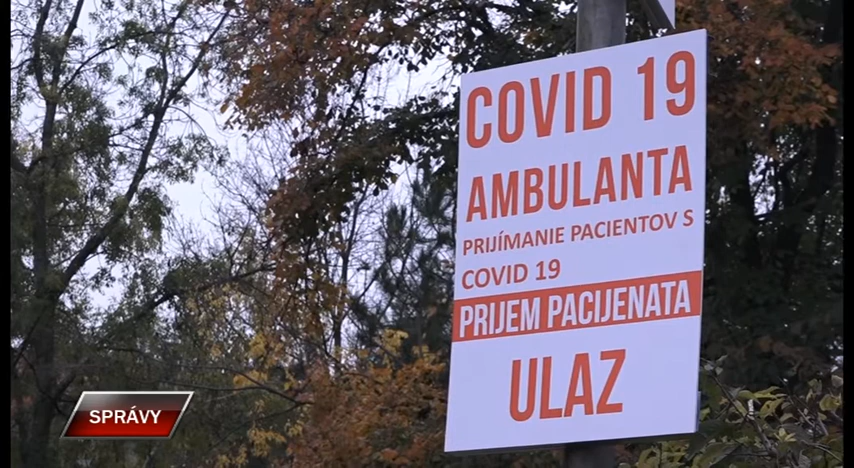 COVID 19
AMBULANTA
PRIJÍMANIE PACIENTOV S
COVID 19
PRIJEM PACIJENATA
ULAZ
SPRÁVY